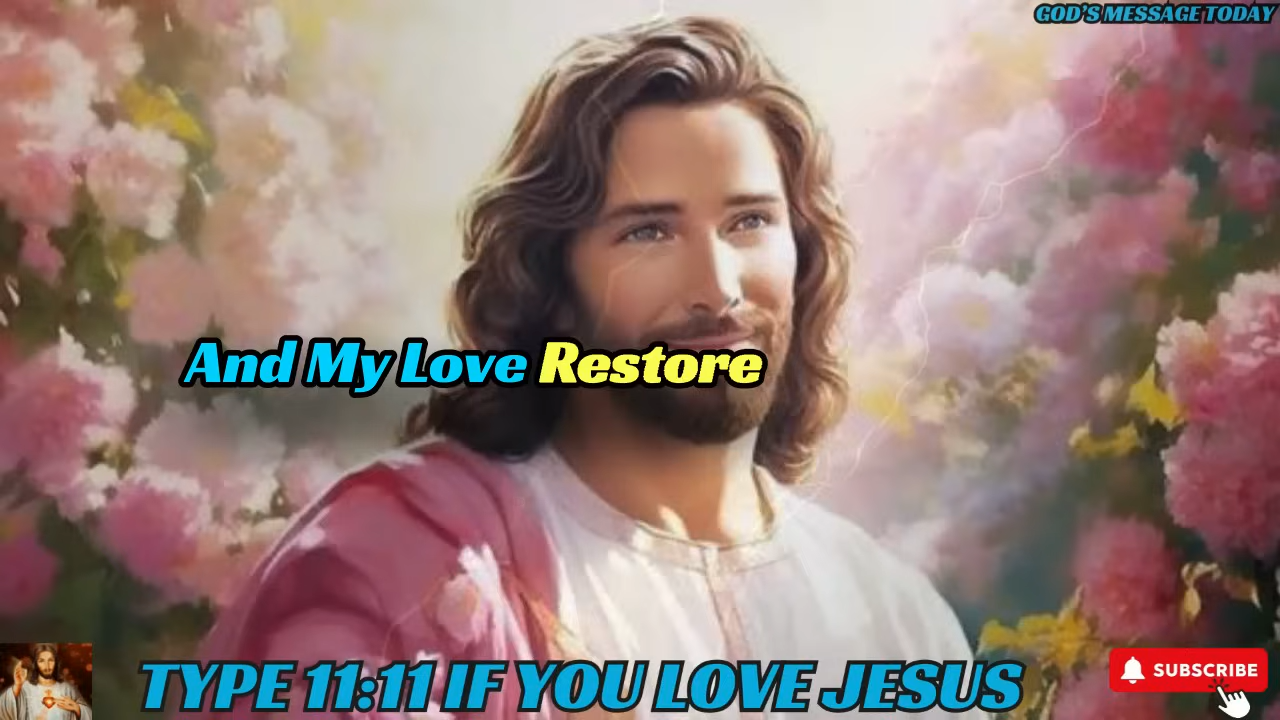 GOD'S MESSAGE TODAY
And My Love Restore
TYPE 11:11 IF YOU LOVE JESUS
SUBSCRIBE